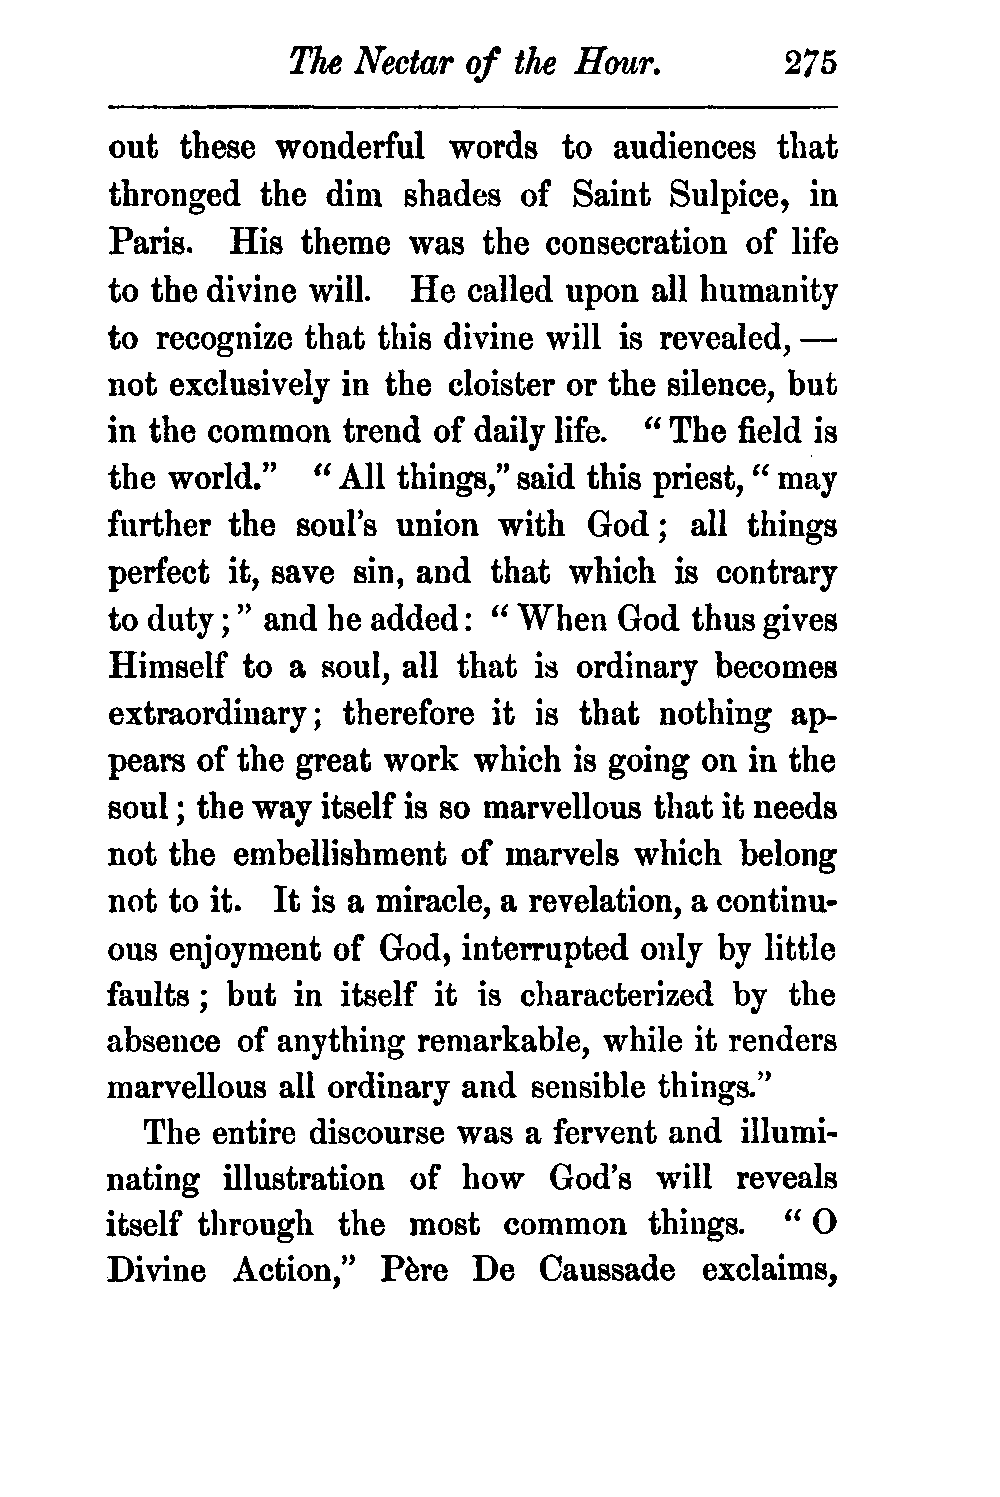 The Nectar of the Hour. 275
out these wonderful words to audiences that
thronged the dim shades of Saint Sulpice, in
Paris. His theme was the consecration of life
to the divine will. He called upon all humanity
to recognize that this divine will is revealed, —
not exclusively in the cloister or the silence, but
in the common trend of daily life. “ The field is
the world.” “ All things,” said this priest, “ may
further the soul’s union with God ; all things
perfect it, save sin, and that which is contrary
to duty ; ” and he added : “ When God thus gives
Himself to a soul, all that is ordinary becomes
extraordinary ; therefore it is that nothing ap-
pears of the great work which is going on in the
soul ; the way itself is so marvellous that it needs
not the embellishment of marvels which belong
not to it. It is a miracle, a revelation, a continu-
ous enjoyment of God, interrupted only by little
faults ; but in itself it is characterized by the
absence of anything remarkable, while it renders
marvellous all ordinary and sensible things.”
The entire discourse was a fervent and illumi-
nating illustration of how God’s will reveals
itself through the most common things. “ O
Divine Action,” Père De Caussade exclaims,